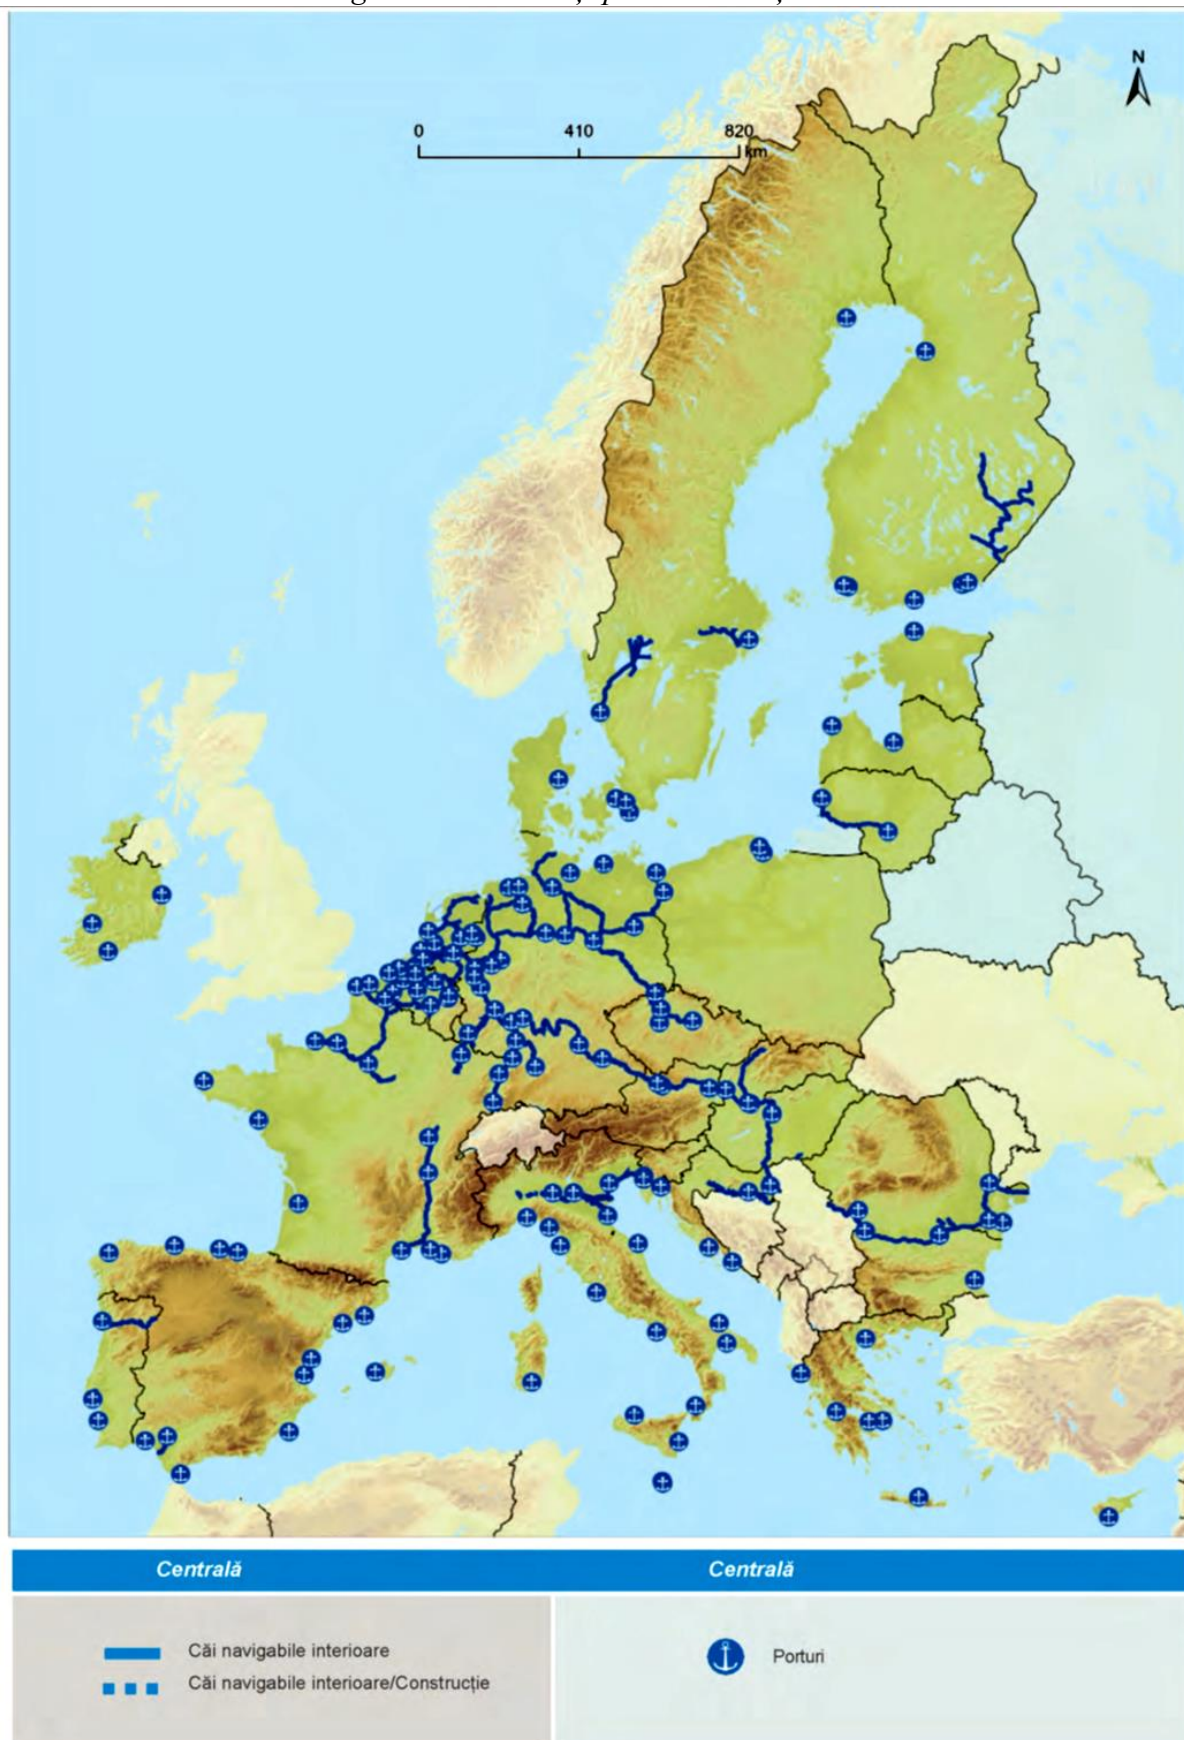 N
0 410 820
km
Centrală Centrală
Căi navigabile interioare
Căi navigabile interioare/Construcție
Porturi